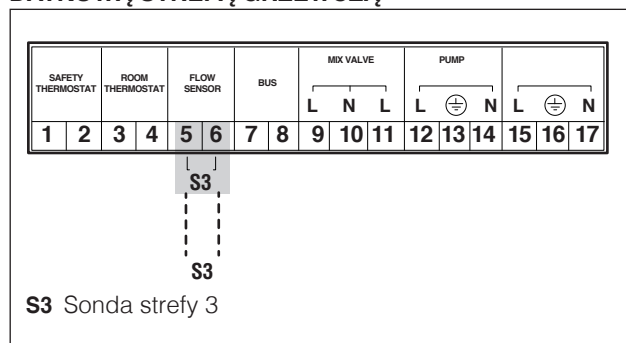 MIX VALVE PUMP
SAFETY THERMOSTAT ROOM THERMOSTAT FLOW SENSOR BUS
L N L L N L N
1 2 3 4 5 6 7 8 9 10 11 12 13 14 15 16 17
S3
S3
S3 Sonda strefy 3